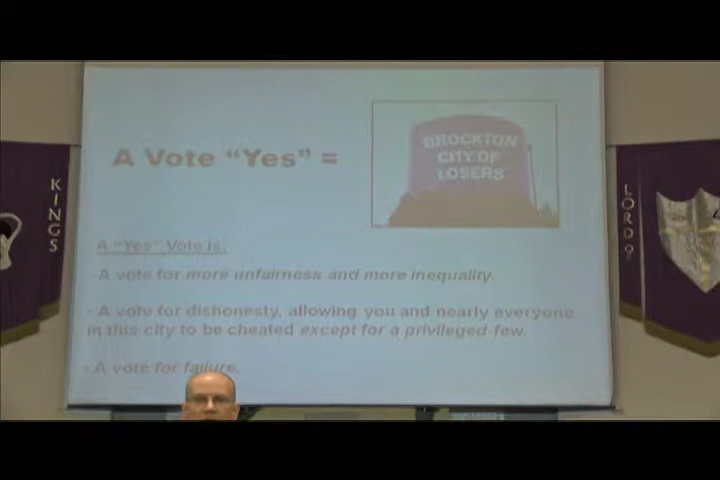 KINGS
LORD
A Vote “Yes” =
BROCKTON
CITY OF
LOSERS
A “Yes” Vote is.
- A vote for more unfairness and more inequality.
- A vote for dishonesty, allowing you and nearly everyone
in this city to be cheated except for a privileged few.
- A vote for failure.